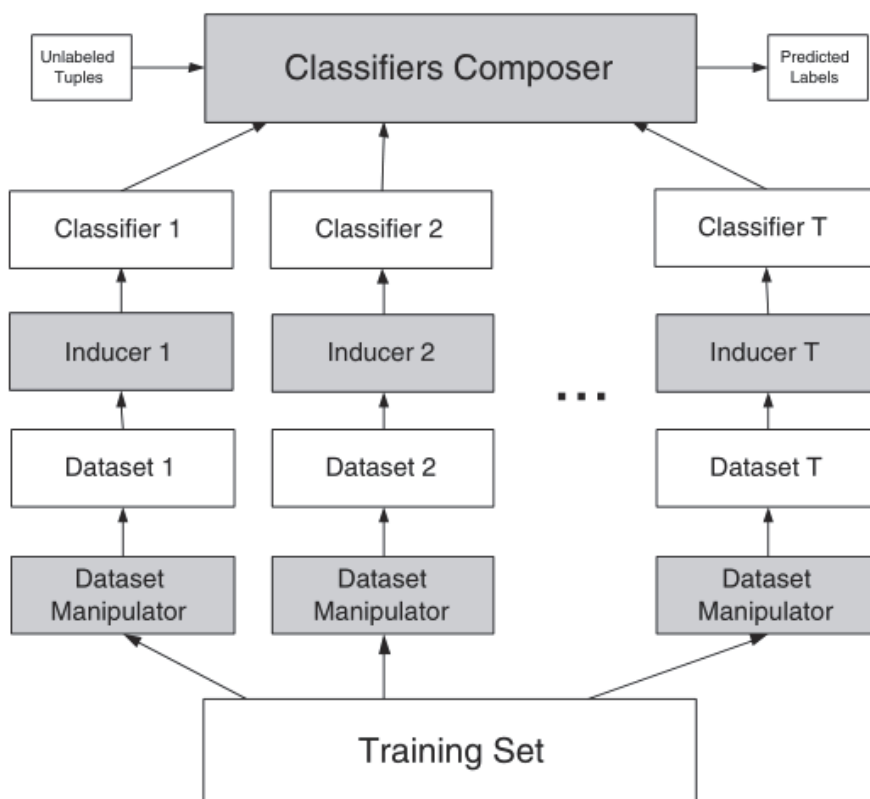 Unlabeled
Tuples
Classifiers Composer
Predicted
Labels
Classifier 1
Classifier 2
Classifier T
Inducer 1
Inducer 2
Inducer T
...
Dataset 1
Dataset 2
Dataset T
Dataset
Manipulator
Dataset
Manipulator
Dataset
Manipulator
Training Set